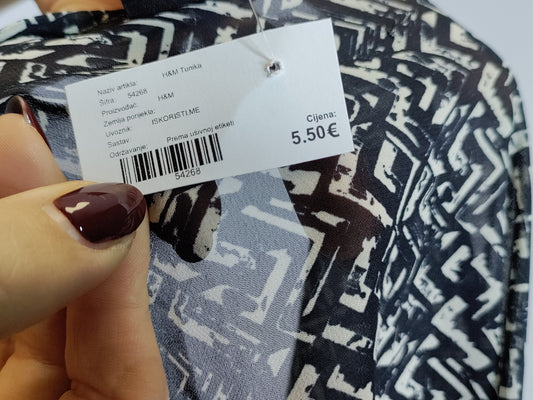 Naziv artikla: H&M Tunika
Šifra: 54268
Proizvođač: H&M
Zemlja porijekla:
Uvoznik: ISKORISTI.ME
Sastav
Održavanje: Prema ušivnoj etiketi
54268
Cijena:
5.50€